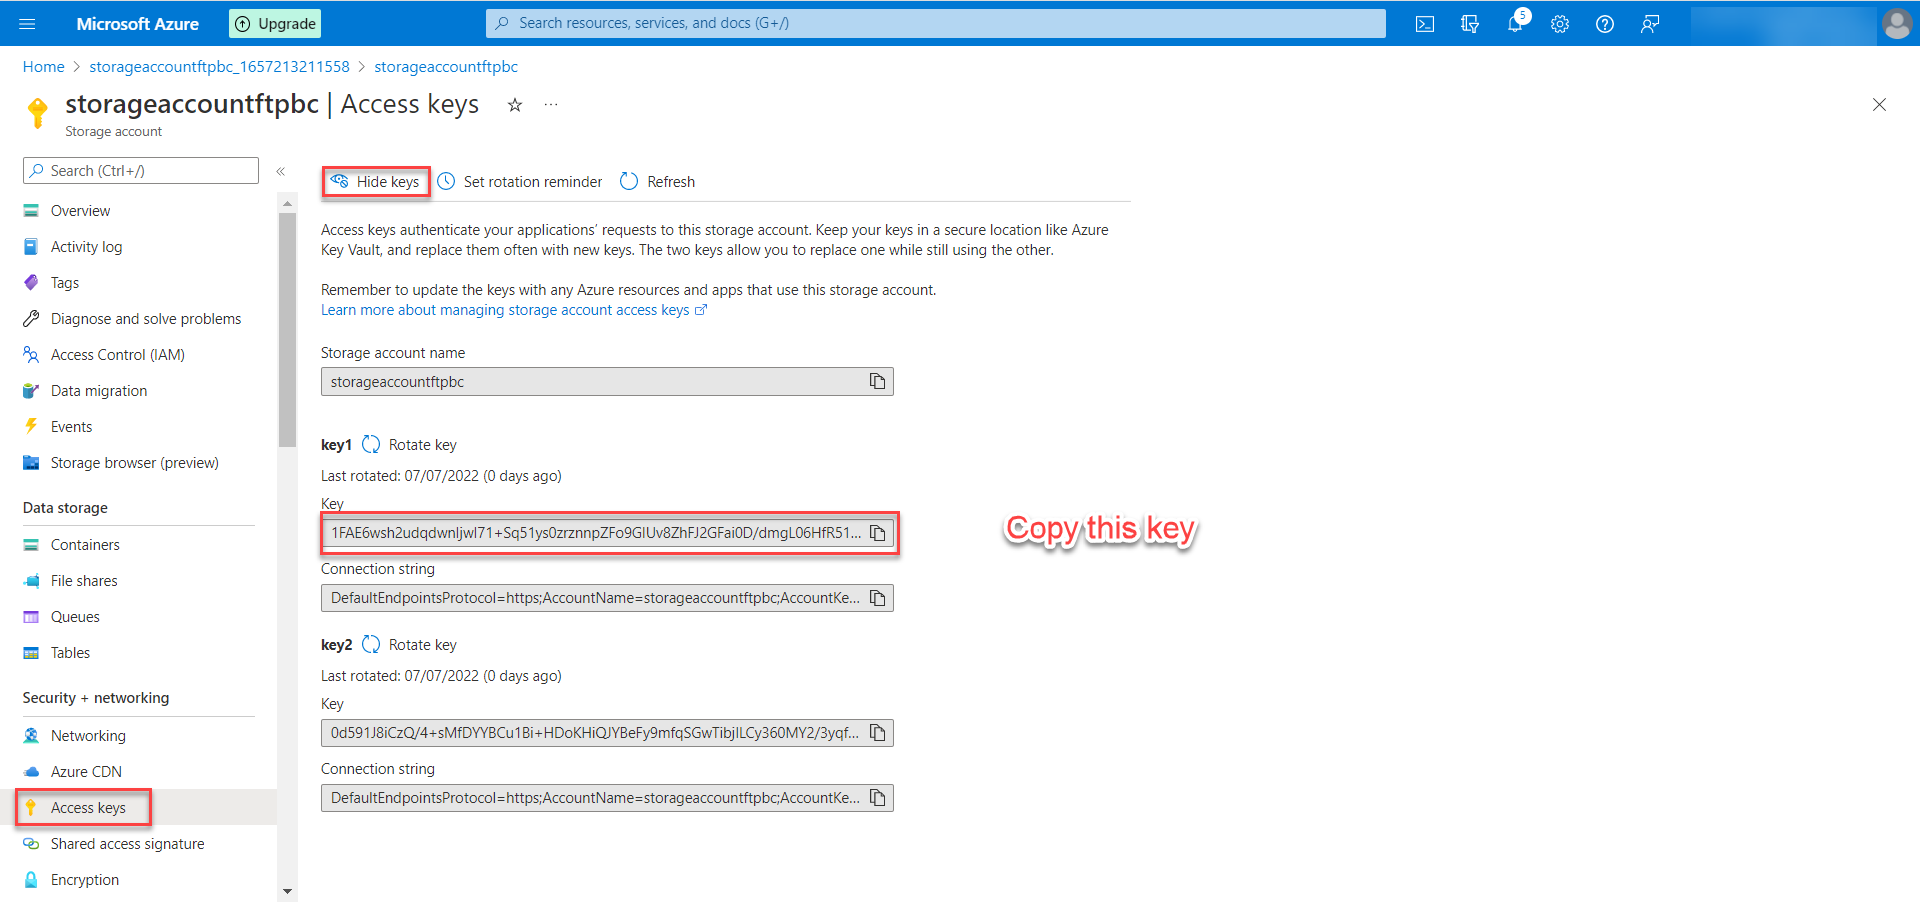 Microsoft Azure
Upgrade
Search resources, services, and docs (G+/)
5
Home > storageaccountftpbc_1657213211558 > storageaccountftpbc
storageaccountftpbc | Access keys
Storage account
Search (Ctrl+/)
Overview
Activity log
Tags
Diagnose and solve problems
Access Control (IAM)
Data migration
Events
Storage browser (preview)
Data storage
Containers
File shares
Queues
Tables
Security + networking
Networking
Azure CDN
Access keys
Shared access signature
Encryption
Hide keys
Set rotation reminder
Refresh
Access keys authenticate your applications' requests to this storage account. Keep your keys in a secure location like Azure
Key Vault, and replace them often with new keys. The two keys allow you to replace one while still using the other.
Remember to update the keys with any Azure resources and apps that use this storage account.
Learn more about managing storage account access keys
Storage account name
storageaccountftpbc
key1
Rotate key
Last rotated: 07/07/2022 (0 days ago)
Key
1FAE6wsh2udqdwnljwl71+Sq51ys0zrznnpZFo9GlUv8ZhFJ2GFai0D/dmgL06HfR51...
Copy this key
Connection string
DefaultEndpointsProtocol=https;AccountName=storageaccountftpbc;AccountKe...
key2
Rotate key
Last rotated: 07/07/2022 (0 days ago)
Key
0d591J8iCzQ/4+sMfDYYBCu1Bi+HDoKHiQJYBeFy9mfqSGwTibjlLCy360MY2/3yqf...
Connection string
DefaultEndpointsProtocol=https;AccountName=storageaccountftpbc;AccountKe...